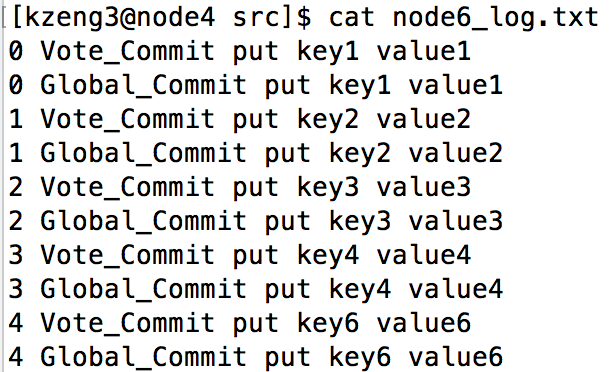 [[kzeng3@node4 src]$ cat node6_log.txt
0 Vote_Commit put key1 value1
0 Global_Commit put key1 value1
1 Vote_Commit put key2 value2
1 Global_Commit put key2 value2
2 Vote_Commit put key3 value3
2 Global_Commit put key3 value3
3 Vote_Commit put key4 value4
3 Global_Commit put key4 value4
4 Vote_Commit put key6 value6
4 Global_Commit put key6 value6